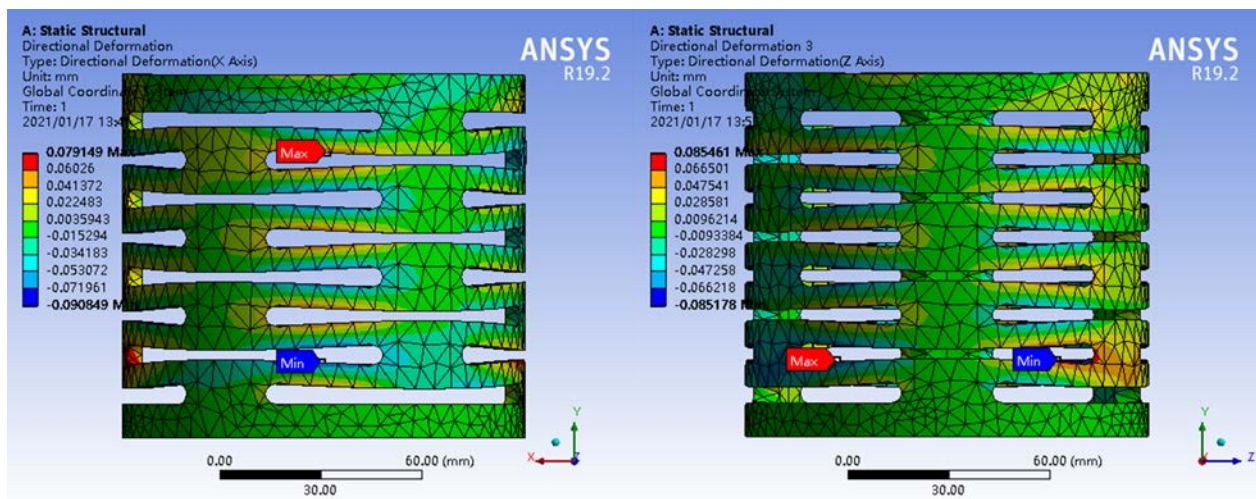 A: Static Structural
Directional Deformation
Type: Directional Deformation(X Axis)
Unit: mm
Global Coordinate System
Time: 1
2021/01/17 13:4
ANSYS
R19.2
0.079149 Max
0.06026
0.041372
0.022483
0.0035943
-0.015294
-0.034183
-0.053072
-0.071961
-0.090849 Min
Max
Min
Y
X
Z
0.00
60.00 (mm)
30.00
A: Static Structural
Directional Deformation 3
Type: Directional Deformation(Z Axis)
Unit: mm
Global Coordinate System
Time: 1
2021/01/17 13:5
ANSYS
R19.2
0.085461 Max
0.066501
0.047541
0.028581
0.0096214
-0.0093384
-0.028298
-0.047258
-0.066218
-0.085178 Min
Max
Min
Y
X
Z
0.00
60.00 (mm)
30.00